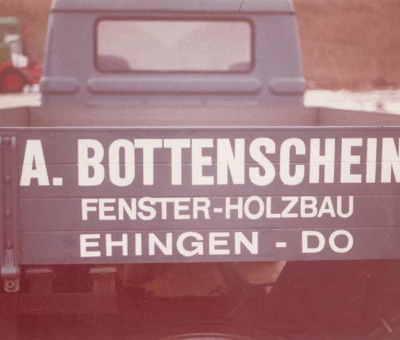 A. BOTTENSCHEIN
FENSTER-HOLZBAU
EHINGEN - DO